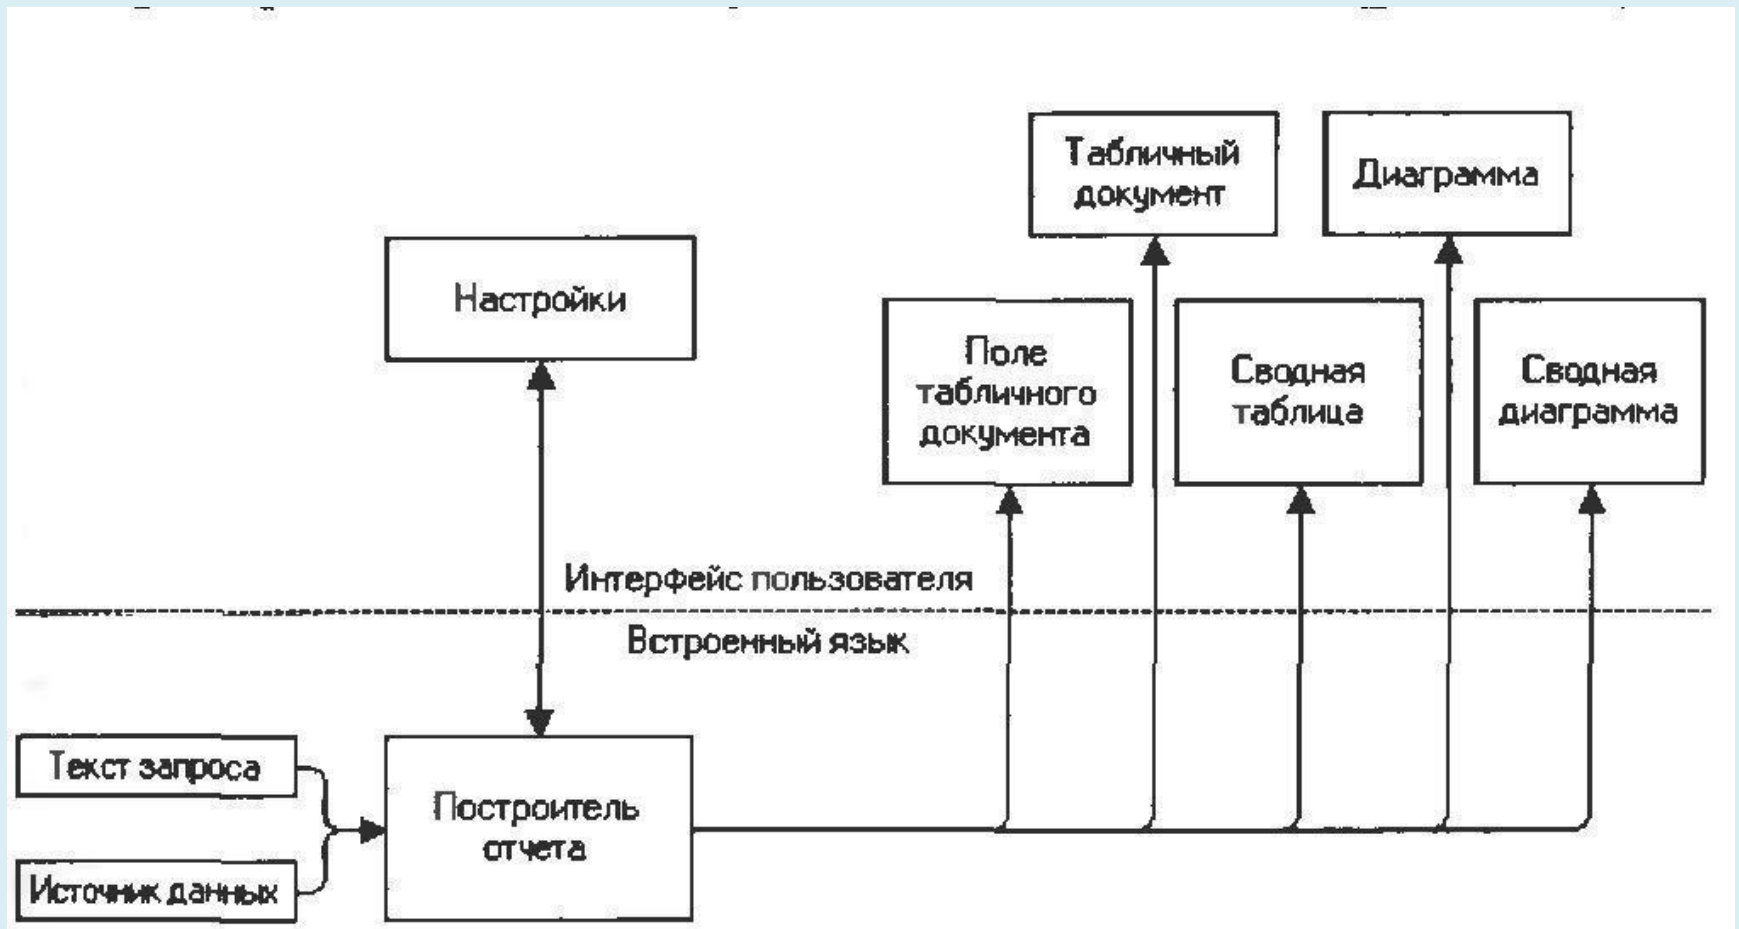 Табличный
документ
Диаграмма
Настройки
Поле
табличного
документа
Сводная
таблица
Сводная
диаграмма
Интерфейс пользователя
Встроенный язык
Текст запроса
Построитель
отчета
Источник данных